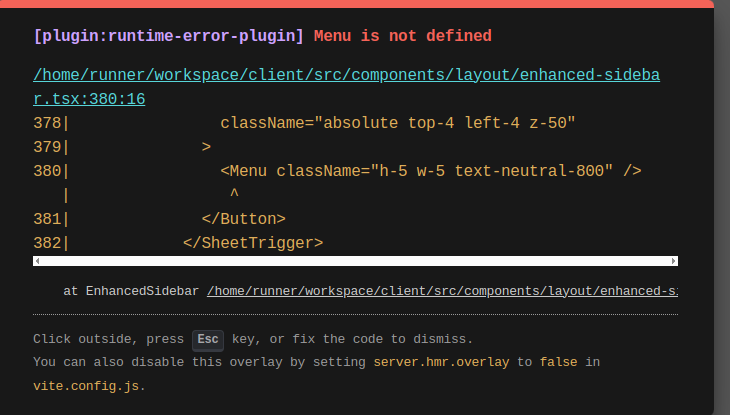 [plugin:runtime-error-plugin] Menu is not defined
/home/runner/workspace/client/src/components/layout/enhanced-sideba
r.tsx:380:16
378|                className="absolute top-4 left-4 z-50"
379|              >
380|                <Menu className="h-5 w-5 text-neutral-800" />
   |                 ^
381|              </Button>
382|            </SheetTrigger>
at EnhancedSidebar /home/runner/workspace/client/src/components/layout/enhanced-si
Click outside, press Esc key, or fix the code to dismiss.
You can also disable this overlay by setting server.hmr.overlay to false in
vite.config.js.